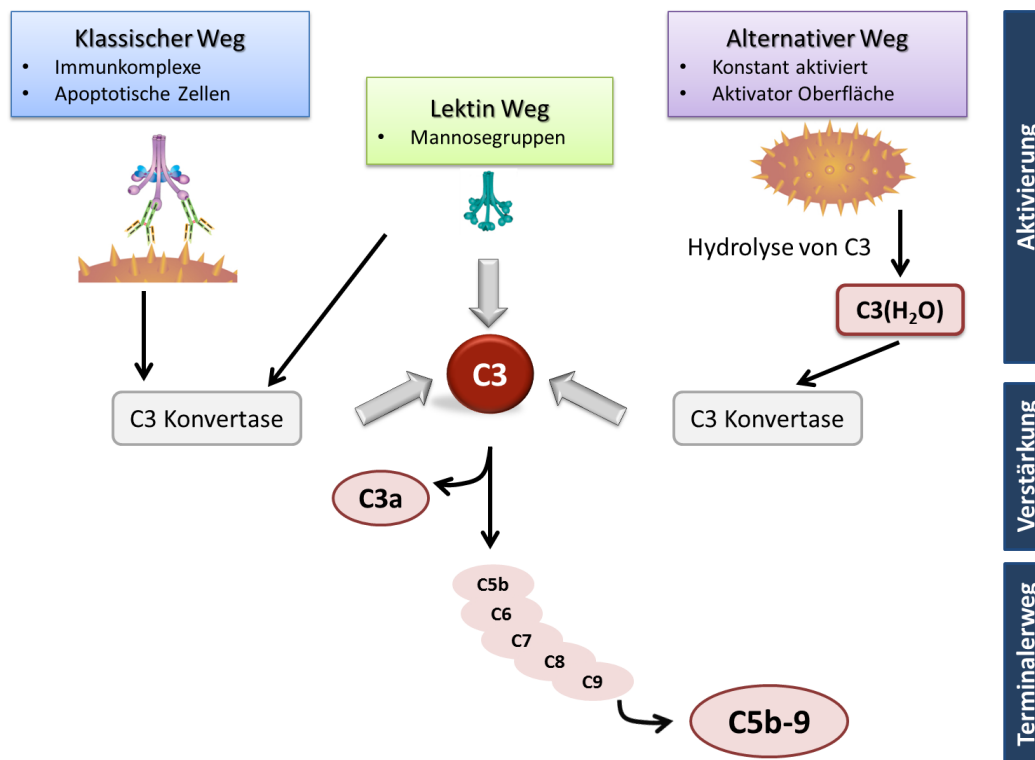 Klassischer Weg
• Immunkomplexe
• Apoptotische Zellen
Lektin Weg
• Mannosegruppen
Alternativer Weg
• Konstant aktiviert
• Aktivator Oberfläche
Aktivierung
Hydrolyse von C3
C3(H₂O)
C3
C3 Konvertase
C3 Konvertase
Verstärkung
C3a
C5b
C6
C7
C8
C9
C5b-9
Terminalerweg